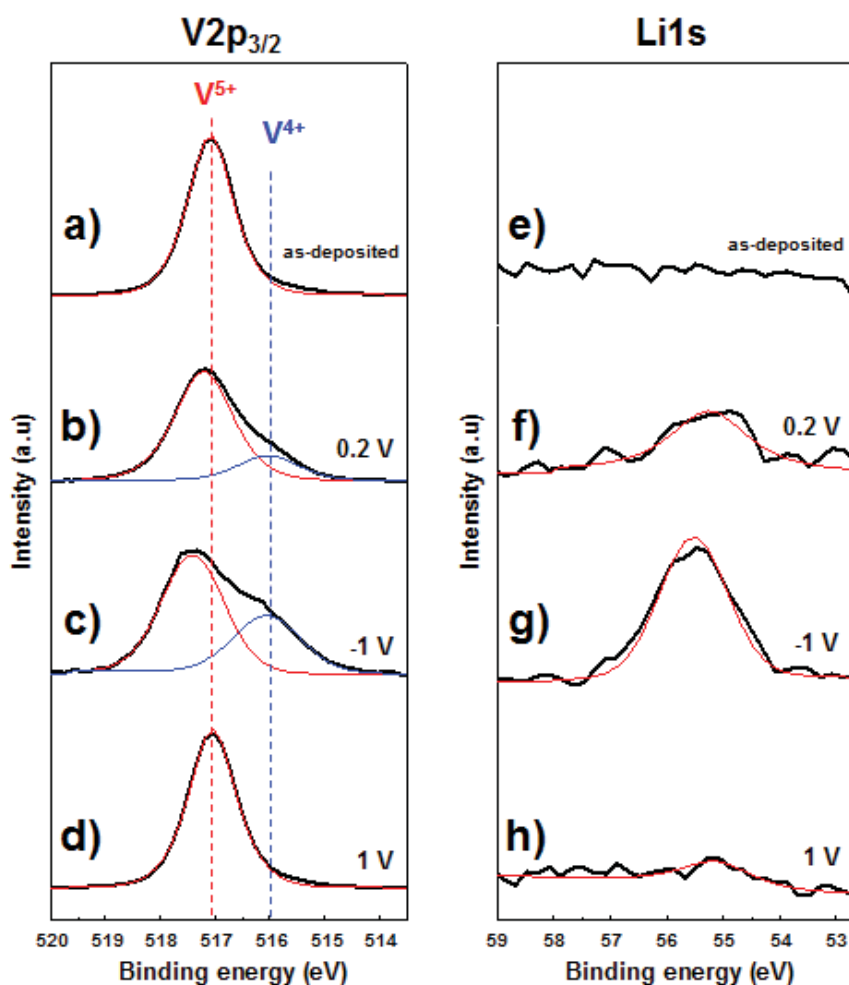 V2p3/2
Li1s
V5+
V4+
a)
as-deposited
b)
0.2 V
c)
-1 V
d)
1 V
e)
as-deposited
f)
0.2 V
g)
-1 V
h)
1 V
Intensity (a.u)
Intensity (a.u)
520 519 518 517 516 515 514
59 58 57 56 55 54 53
Binding energy (eV)
Binding energy (eV)